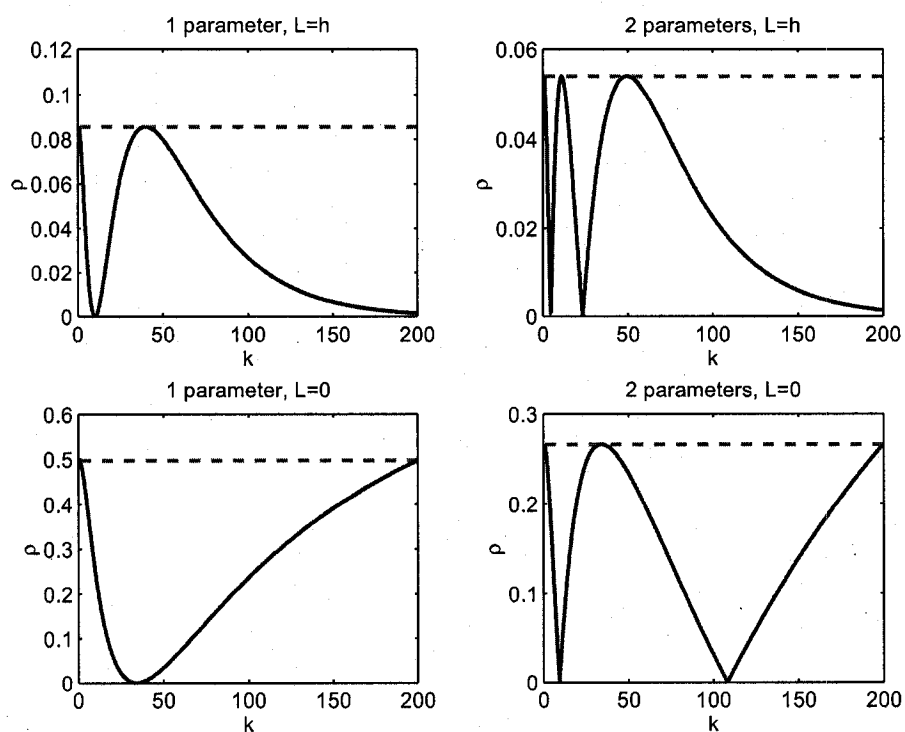 1 parameter, L=h
0.12
0.1
0.08
0.06
0.04
0.02
0
ρ
0 50 100 150 200
k
2 parameters, L=h
0.06
0.04
0.02
0
ρ
0 50 100 150 200
k
1 parameter, L=0
0.6
0.5
0.4
0.3
0.2
0.1
0
ρ
0 50 100 150 200
k
2 parameters, L=0
0.3
0.2
0.1
0
ρ
0 50 100 150 200
k